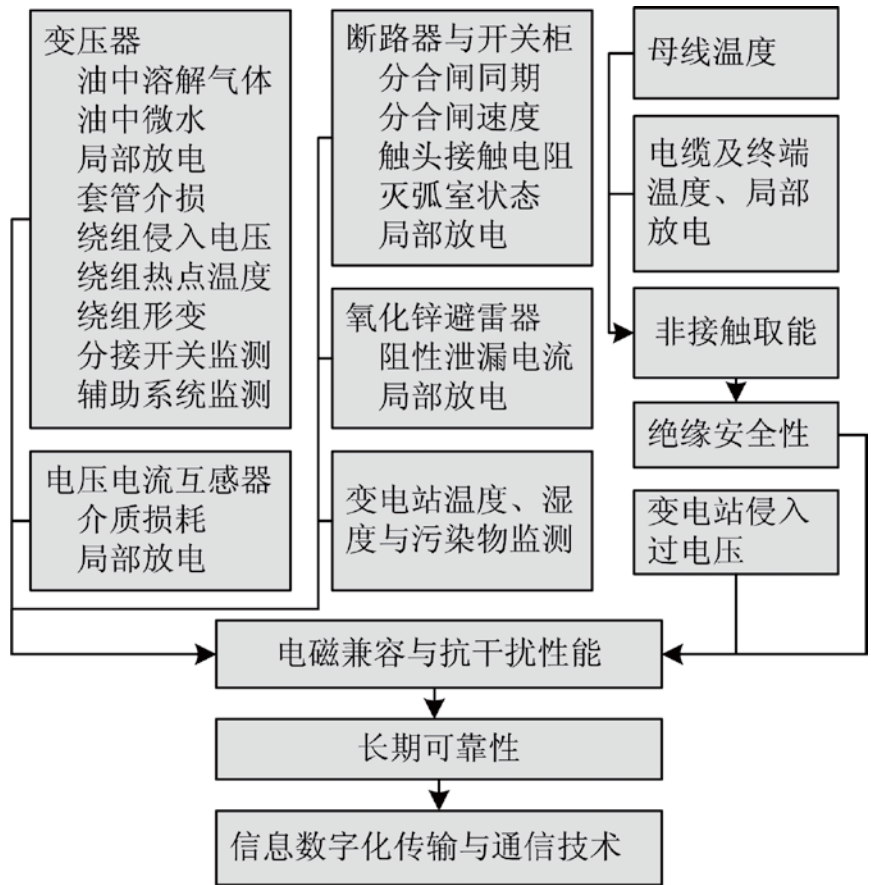 变压器
油中溶解气体
油中微水
局部放电
套管介损
绕组侵入电压
绕组热点温度
绕组形变
分接开关监测
辅助系统监测
电压电流互感器
介质损耗
局部放电
断路器与开关柜
分合闸同期
分合闸速度
触头接触电阻
灭弧室状态
局部放电
氧化锌避雷器
阻性泄漏电流
局部放电
变电站温度、湿
度与污染物监测
母线温度
电缆及终端
温度、局部
放电
非接触取能
绝缘安全性
变电站侵入
过电压
电磁兼容与抗干扰性能
长期可靠性
信息数字化传输与通信技术